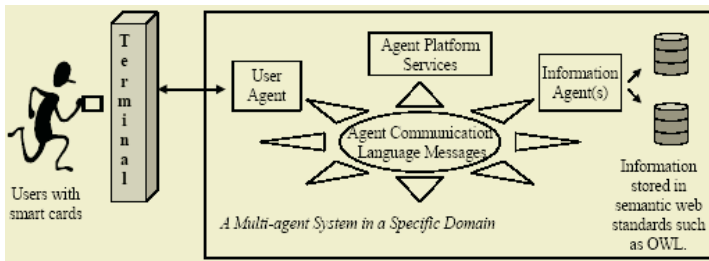 Terminal
Users with
smart cards
User
Agent
Agent Platform
Services
Information
Agent(s)
Agent Communication
Language Messages
Information
stored in
semantic web
standards such
as OWL.
A Multi-agent System in a Specific Domain